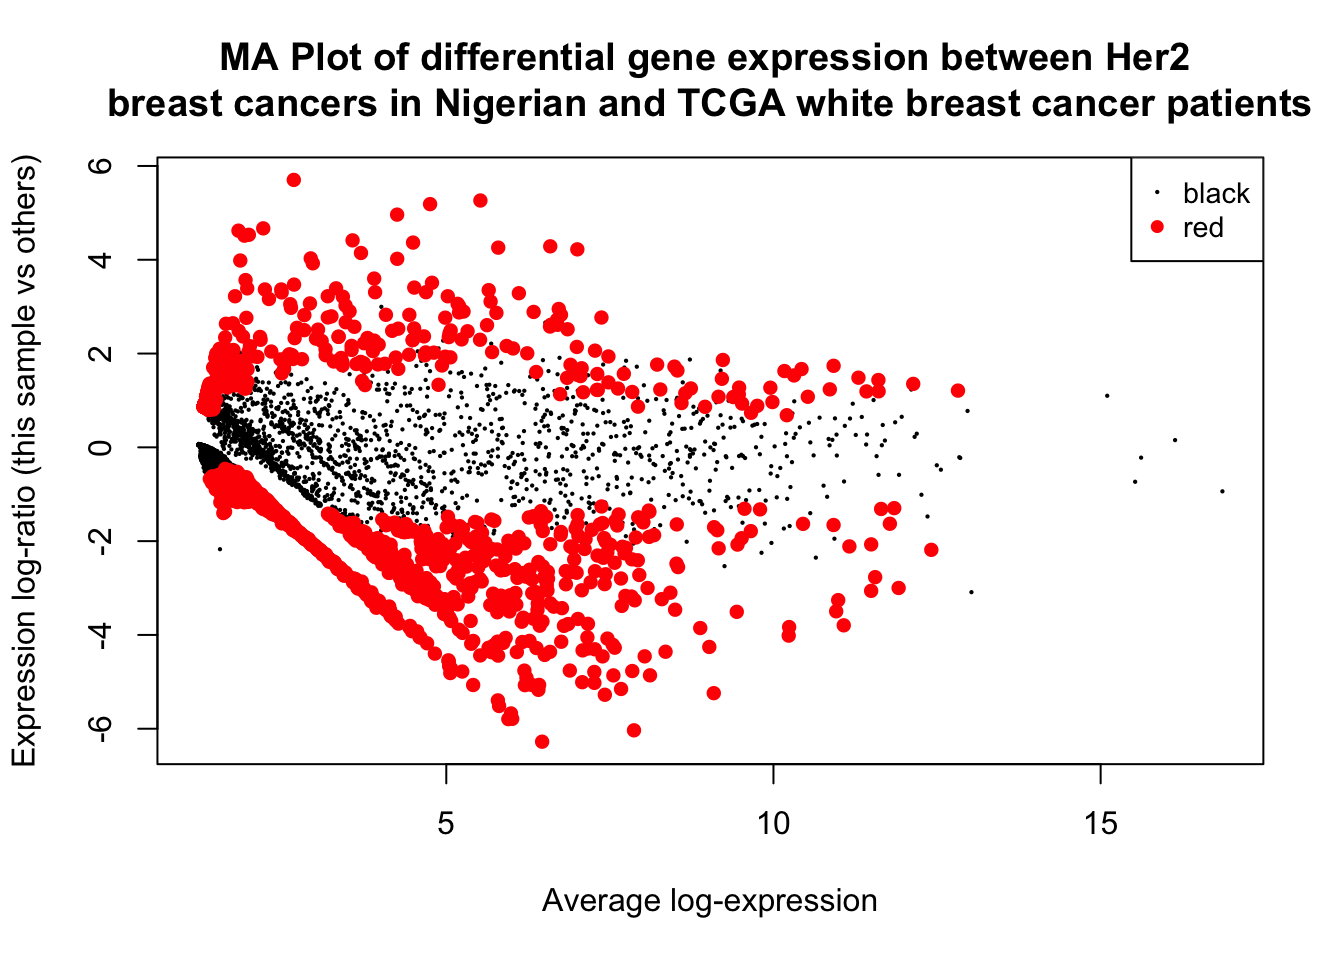 MA Plot of differential gene expression between Her2
breast cancers in Nigerian and TCGA white breast cancer patients
Expression log-ratio (this sample vs others)
6
4
2
0
-2
-4
-6
black
red
5
10
15
Average log-expression